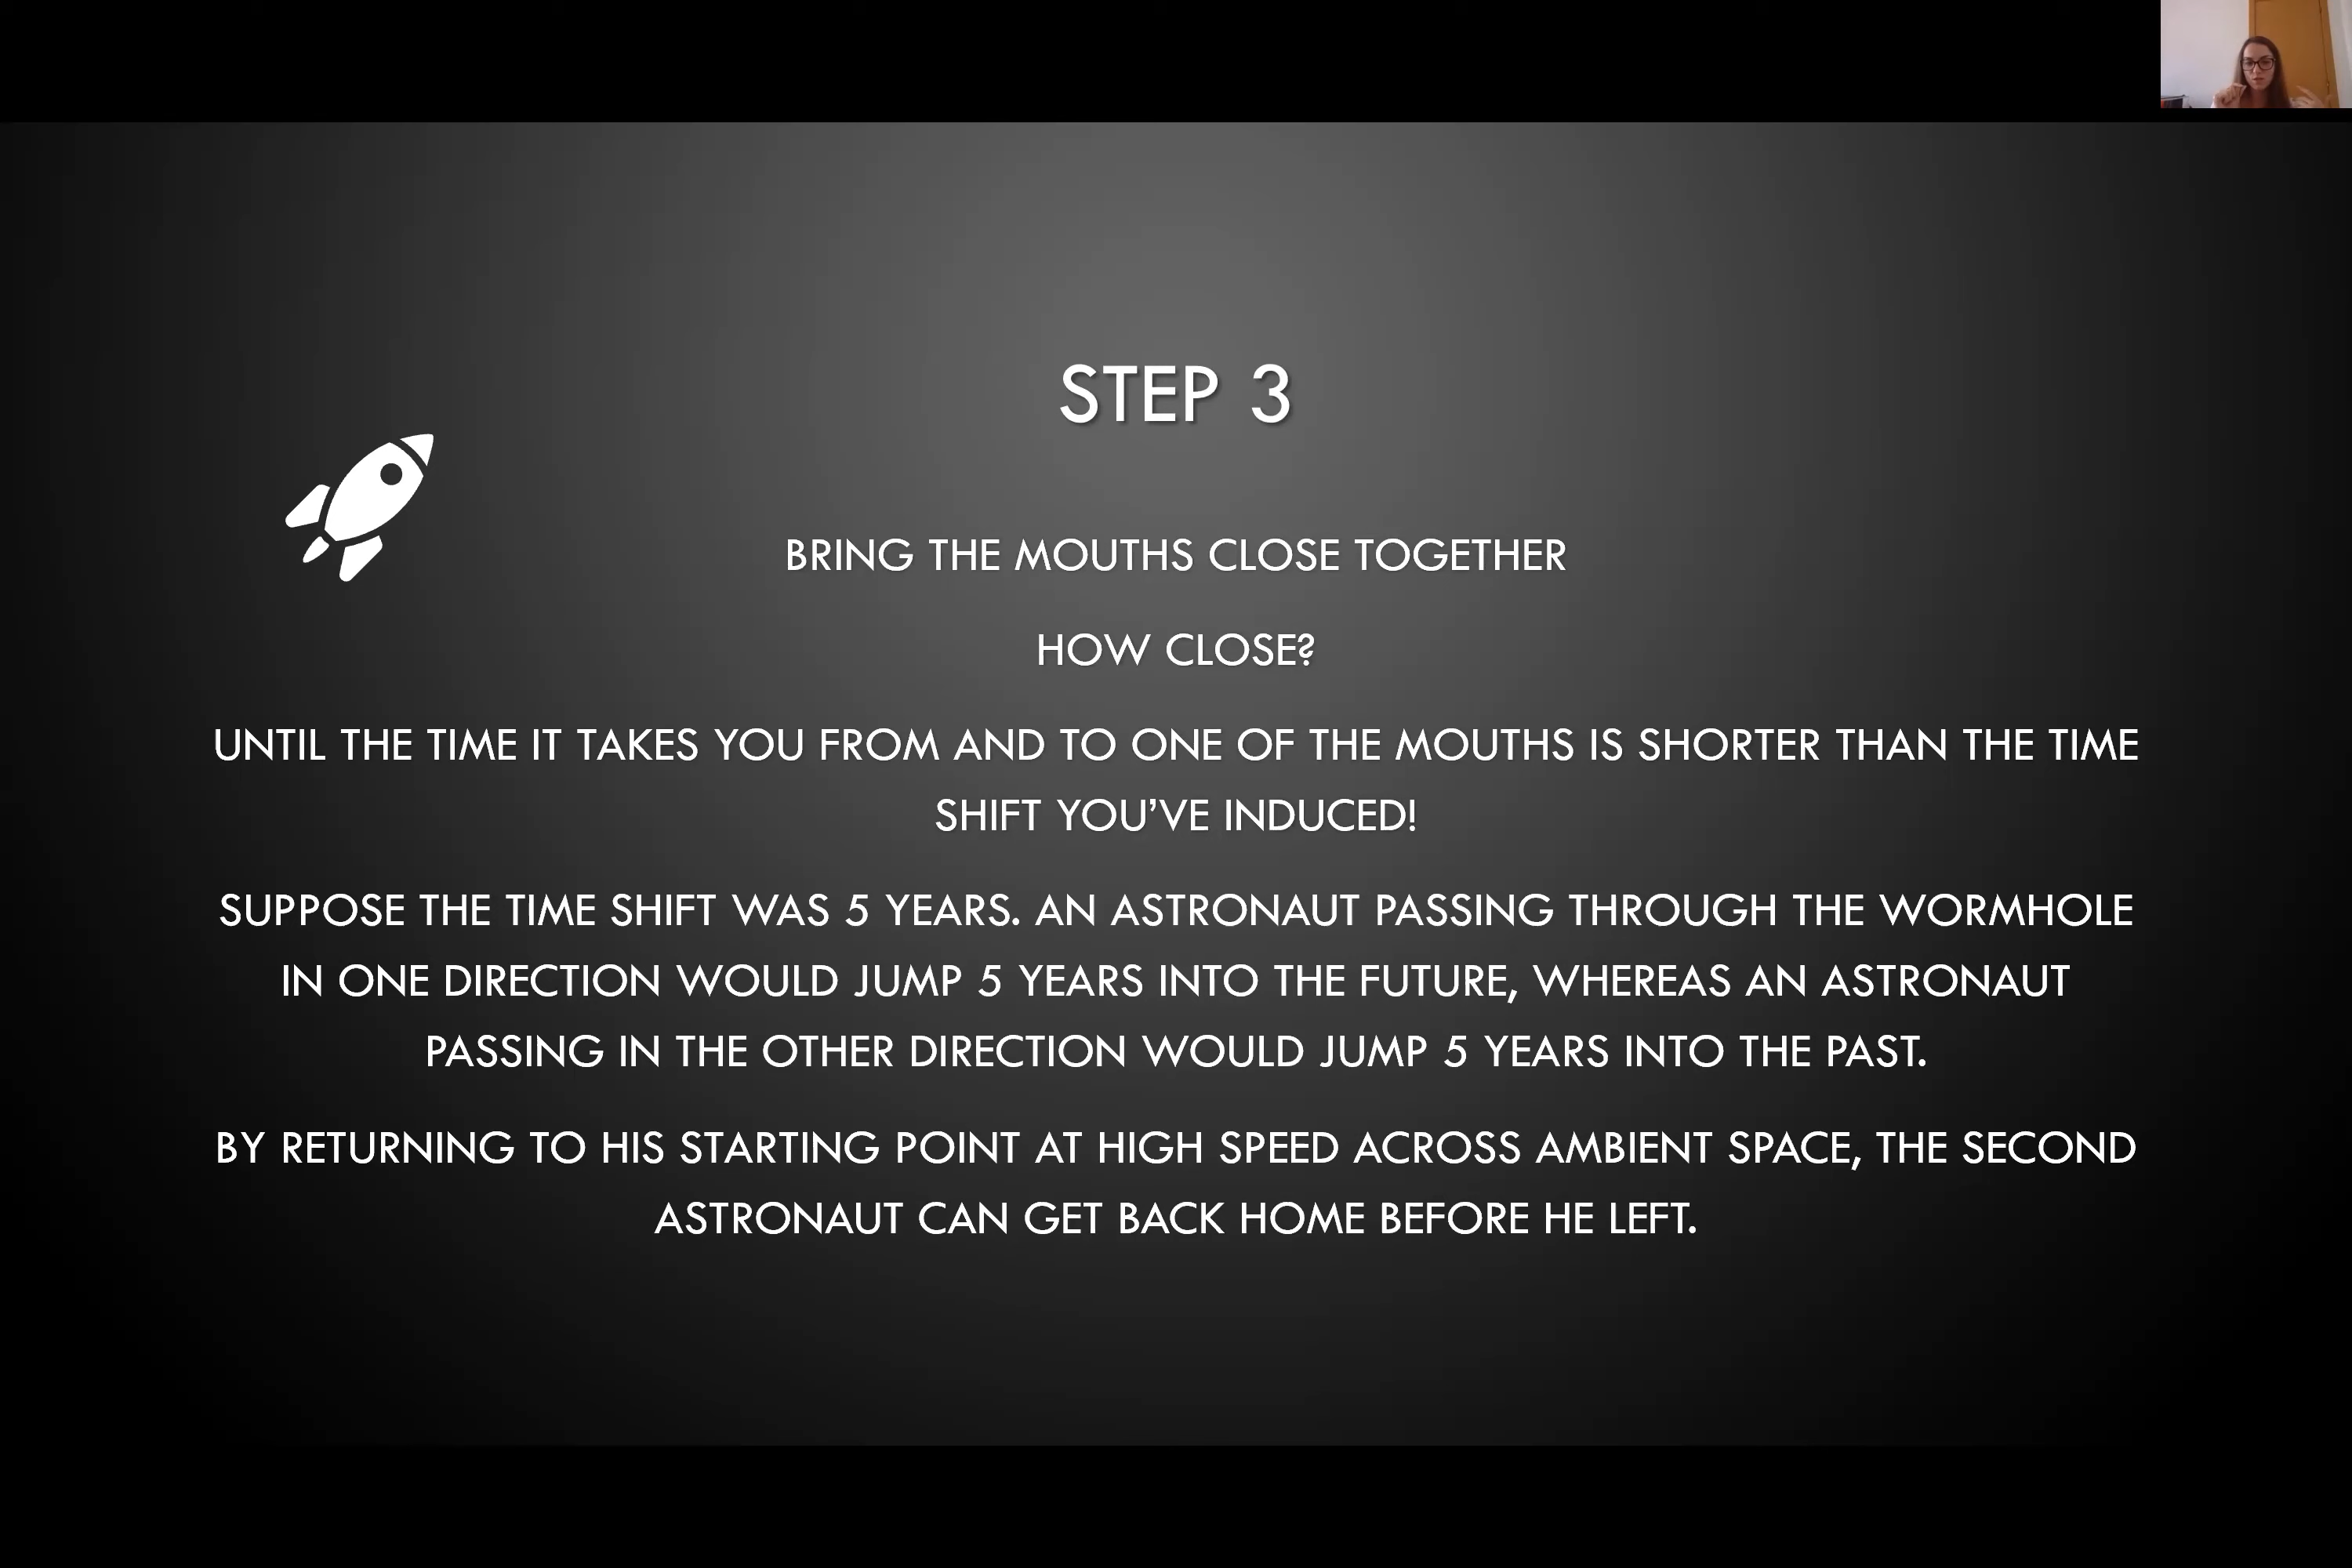 STEP 3
BRING THE MOUTHS CLOSE TOGETHER
HOW CLOSE?
UNTIL THE TIME IT TAKES YOU FROM AND TO ONE OF THE MOUTHS IS SHORTER THAN THE TIME
SHIFT YOU'VE INDUCED!
SUPPOSE THE TIME SHIFT WAS 5 YEARS. AN ASTRONAUT PASSING THROUGH THE WORMHOLE
IN ONE DIRECTION WOULD JUMP 5 YEARS INTO THE FUTURE, WHEREAS AN ASTRONAUT
PASSING IN THE OTHER DIRECTION WOULD JUMP 5 YEARS INTO THE PAST.
BY RETURNING TO HIS STARTING POINT AT HIGH SPEED ACROSS AMBIENT SPACE, THE SECOND
ASTRONAUT CAN GET BACK HOME BEFORE HE LEFT.